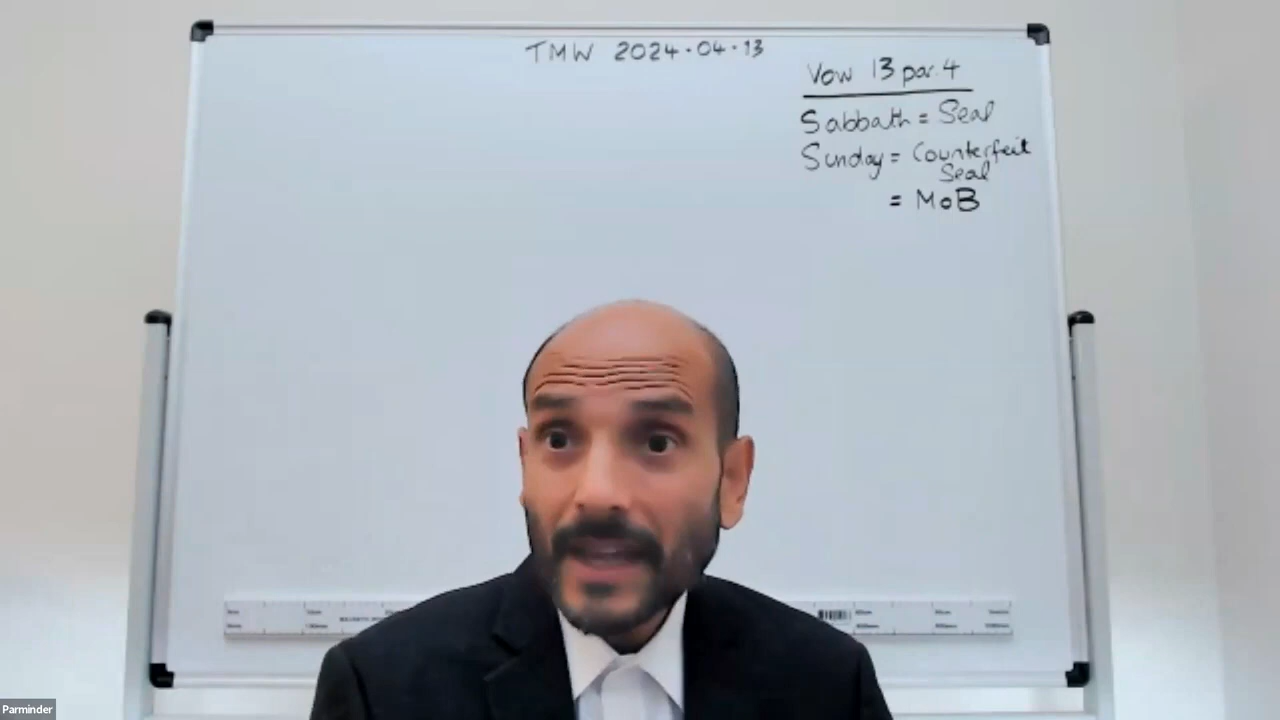 TMW 2024-04-13
Vow 13 par. 4
Sabbath = Seal
Sunday = Counterfeit
Seal
= MoB
Parminder